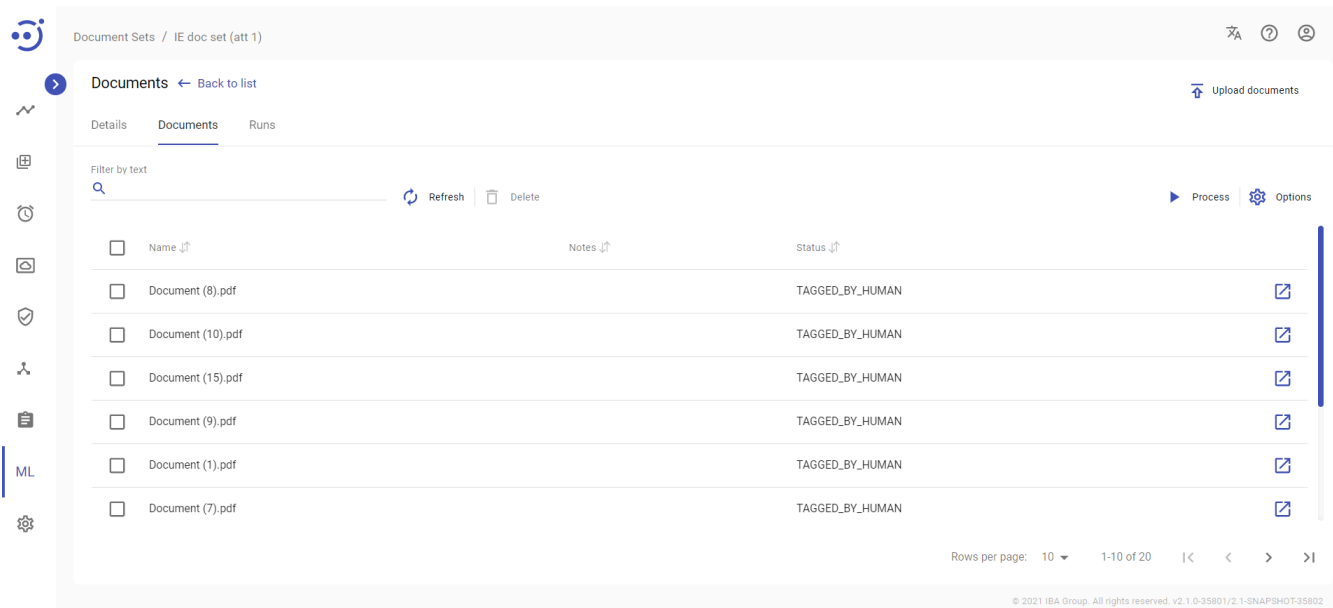 Document Sets / IE doc set (att 1)
Documents ← Back to list
Upload documents
Details Documents Runs
Filter by text
Refresh Delete Process Options
Name Notes Status
Document (8).pdf TAGGED_BY_HUMAN
Document (10).pdf TAGGED_BY_HUMAN
Document (15).pdf TAGGED_BY_HUMAN
Document (9).pdf TAGGED_BY_HUMAN
Document (1).pdf TAGGED_BY_HUMAN
ML
Document (7).pdf TAGGED_BY_HUMAN
Rows per page: 10 1-10 of 20
© 2021 IBA Group. All rights reserved. v2.1.0-35801/2.1-SNAPSHOT-35802